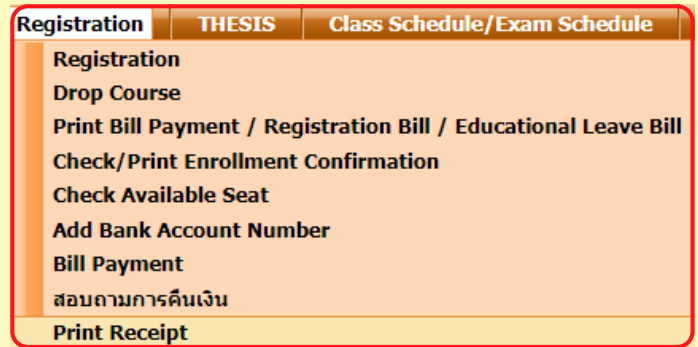 Registration THESIS Class Schedule/Exam Schedule
Registration
Drop Course
Print Bill Payment / Registration Bill / Educational Leave Bill
Check/Print Enrollment Confirmation
Check Available Seat
Add Bank Account Number
Bill Payment
สอบถามการคืนเงิน
Print Receipt